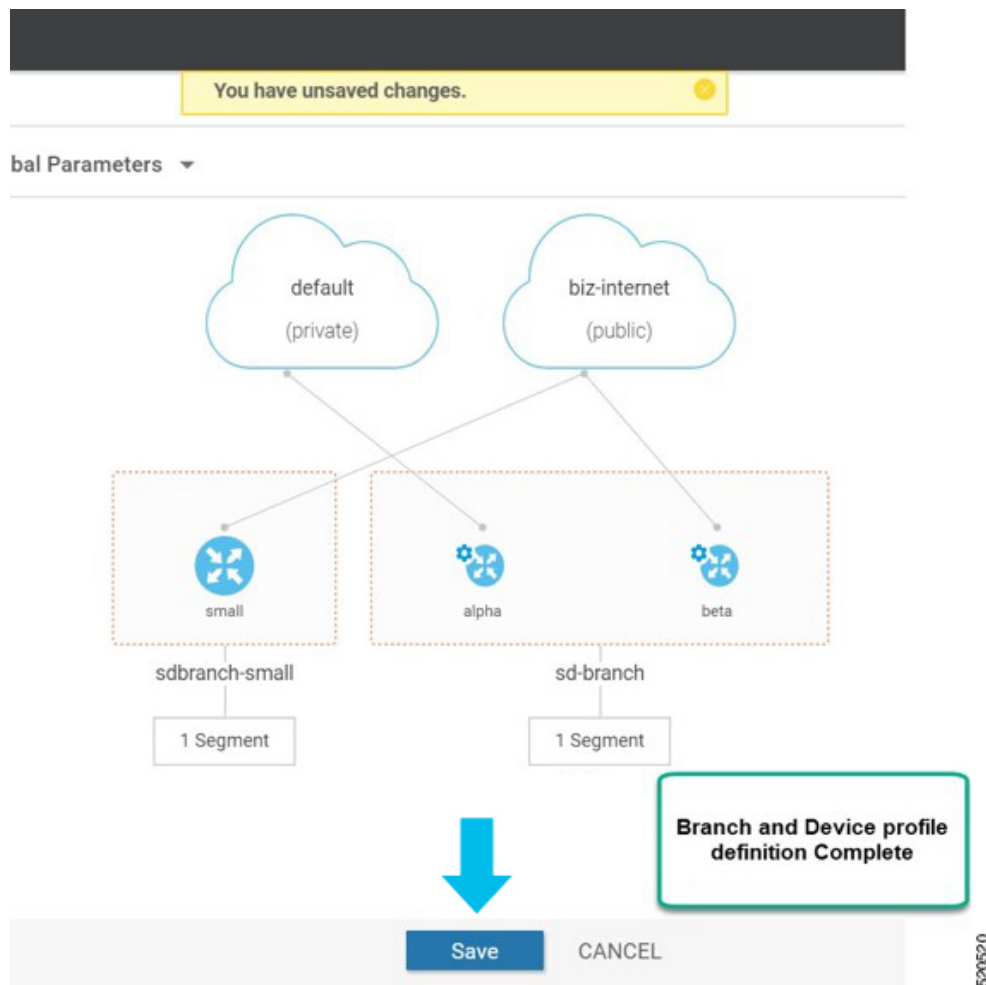 You have unsaved changes.
bal Parameters
default
(private)
biz-internet
(public)
small
alpha
beta
sdbranch-small
sd-branch
1 Segment
1 Segment
Branch and Device profile
definition Complete
Save CANCEL
520520